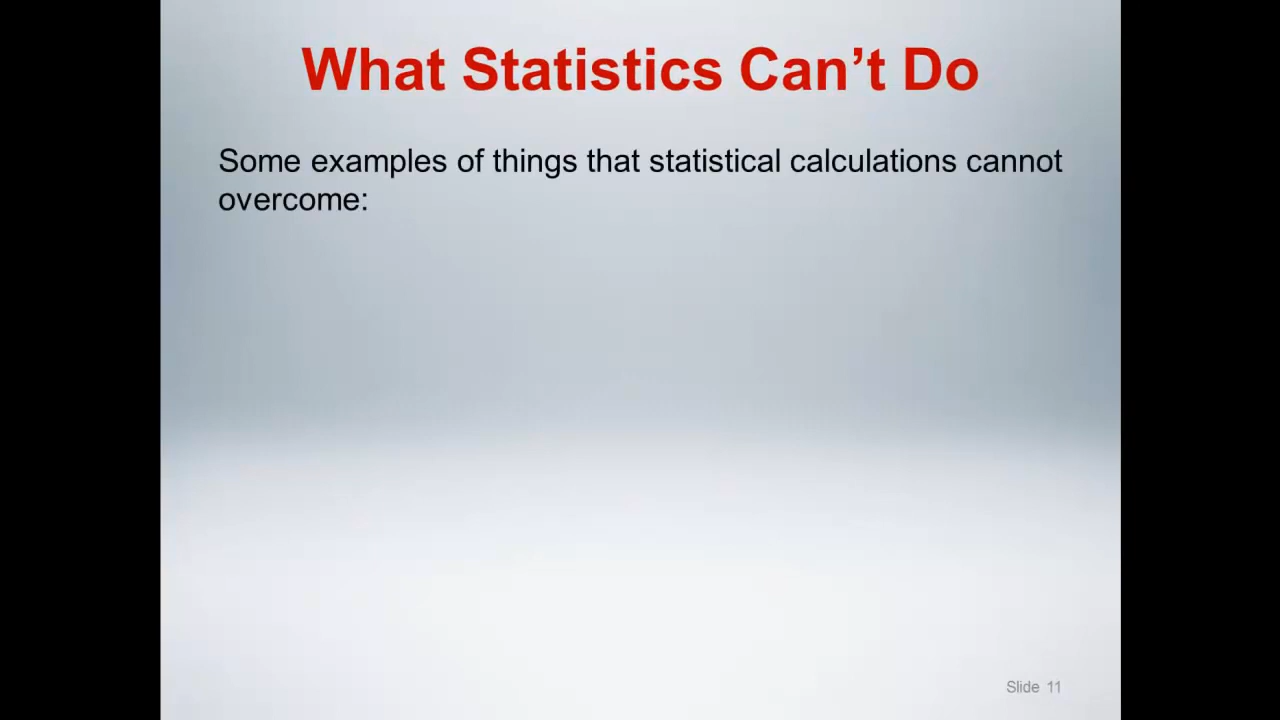 What Statistics Can’t Do
Some examples of things that statistical calculations cannot
overcome:
Slide 11